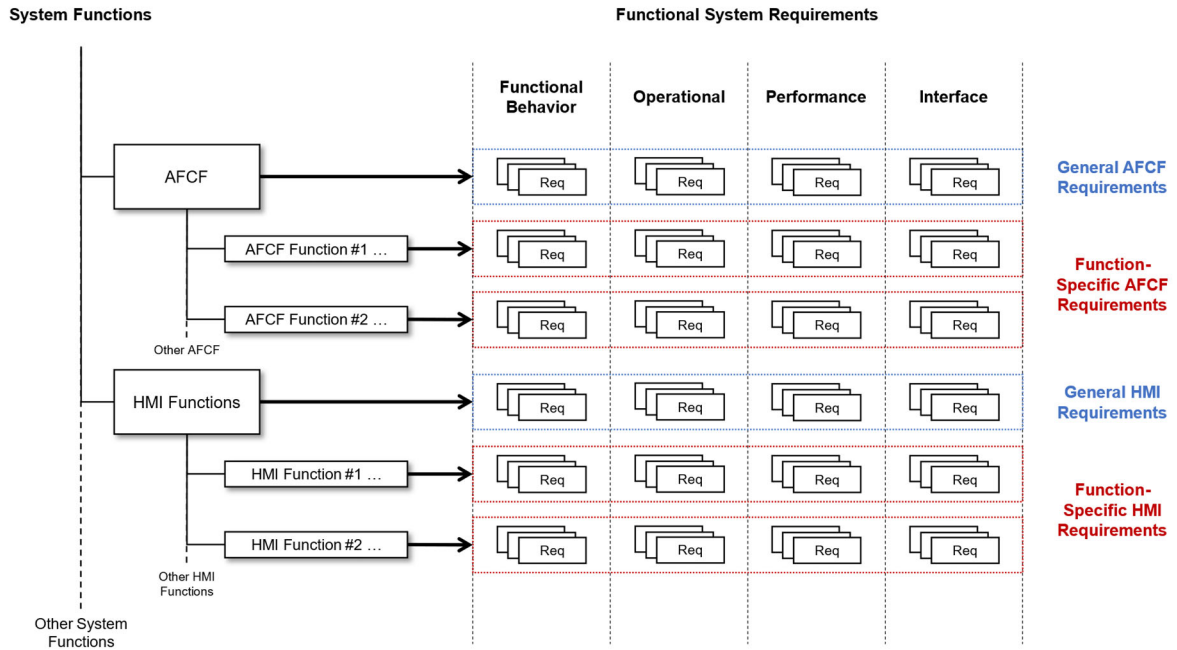 System Functions
Functional System Requirements
Functional
Behavior
Operational
Performance
Interface
AFCF
Req
Req
Req
Req
General AFCF
Requirements
AFCF Function #1 …
Req
Req
Req
Req
Function-
Specific AFCF
Requirements
AFCF Function #2 …
Req
Req
Req
Req
Other AFCF
HMI Functions
Req
Req
Req
Req
General HMI
Requirements
HMI Function #1 …
Req
Req
Req
Req
Function-
Specific HMI
Requirements
HMI Function #2 …
Req
Req
Req
Req
Other HMI
Functions
Other System
Functions